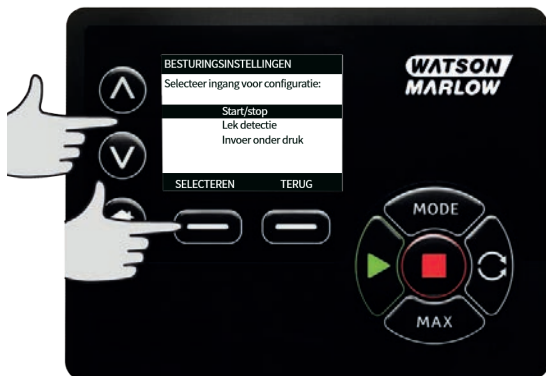 BESTURINGSINSTELLINGEN
Selecteer ingang voor configuratie:
Start/stop
Lek detectie
Invoer onder druk
SELECTEREN TERUG
WATSON
MARLOW
MODE
MAX